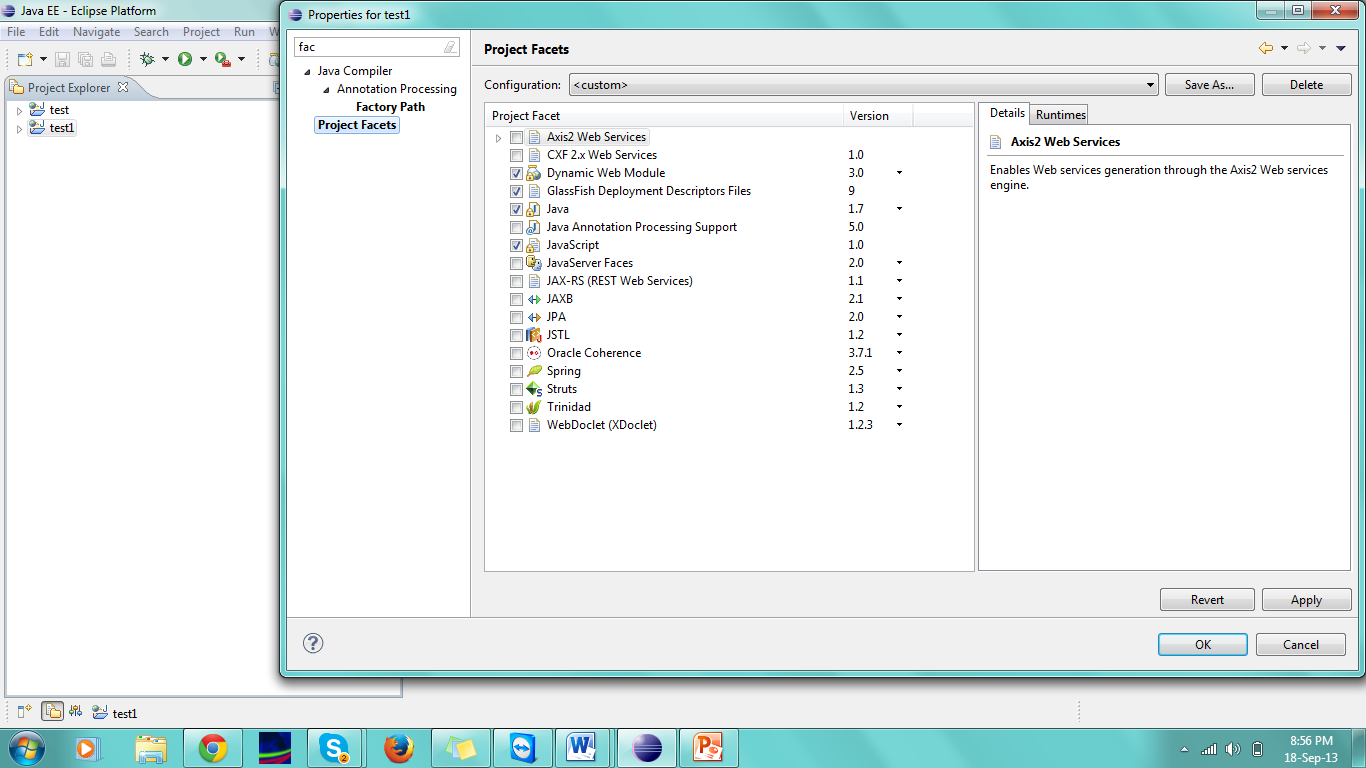 Java EE - Eclipse Platform
File Edit Navigate Search Project Run W
Project Explorer
test
test1
test1
Properties for test1
fac
Java Compiler
Annotation Processing
Factory Path
Project Facets
Project Facets
Configuration: <custom> Save As... Delete
Project Facet Version
Axis2 Web Services
CXF 2.x Web Services 1.0
Dynamic Web Module 3.0
GlassFish Deployment Descriptors Files 9
Java 1.7
Java Annotation Processing Support 5.0
JavaScript 1.0
JavaServer Faces 2.0
JAX-RS (REST Web Services) 1.1
JAXB 2.1
JPA 2.0
JSTL 1.2
Oracle Coherence 3.7.1
Spring 2.5
Struts 1.3
Trinidad 1.2
WebDoclet (XDoclet) 1.2.3
Details Runtimes
Axis2 Web Services
Enables Web services generation through the Axis2 Web services
engine.
Revert Apply
OK Cancel
8:56 PM
18-Sep-13